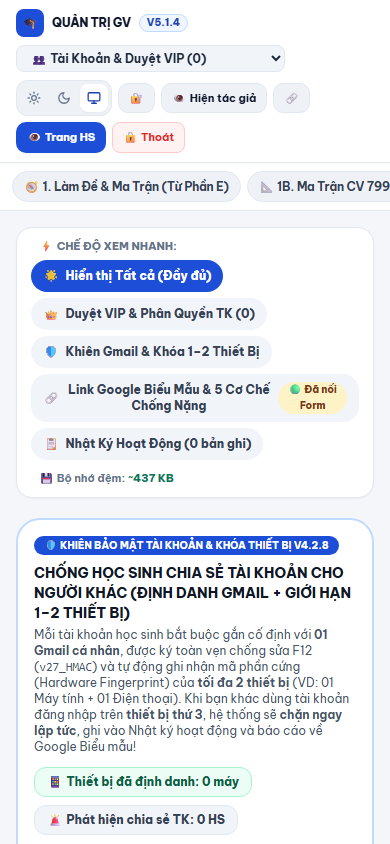 QUẢN TRỊ GV V5.1.4
Tài Khoản & Duyệt VIP (0)
Hiện tác giả
Trang HS Thoát
1. Làm Đề & Ma Trận (Từ Phần E) 1B. Ma Trận CV 799
CHẾ ĐỘ XEM NHANH:
Hiển thị Tất cả (Đầy đủ)
Duyệt VIP & Phân Quyền TK (0)
Khiên Gmail & Khóa 1–2 Thiết Bị
Link Google Biểu Mẫu & 5 Cơ Chế
Chống Nặng
Đã nối
Form
Nhật Ký Hoạt Động (0 bản ghi)
Bộ nhớ đệm: ~437 KB
KHIÊN BẢO MẬT TÀI KHOẢN & KHÓA THIẾT BỊ V4.2.8
CHỐNG HỌC SINH CHIA SẺ TÀI KHOẢN CHO
NGƯỜI KHÁC (ĐỊNH DANH GMAIL + GIỚI HẠN
1–2 THIẾT BỊ)
Mỗi tài khoản học sinh bắt buộc gắn cố định với 01
Gmail cá nhân, được ký toàn vẹn chống sửa F12
(v27_HMAC) và tự động ghi nhận mã phần cứng
(Hardware Fingerprint) của tối đa 2 thiết bị (VD: 01
Máy tính + 01 Điện thoại). Khi bạn khác dùng tài khoản
đăng nhập trên thiết bị thứ 3, hệ thống sẽ chặn ngay
lập tức, ghi vào Nhật ký hoạt động và báo cáo về
Google Biểu mẫu!
Thiết bị đã định danh: 0 máy
Phát hiện chia sẻ TK: 0 HS